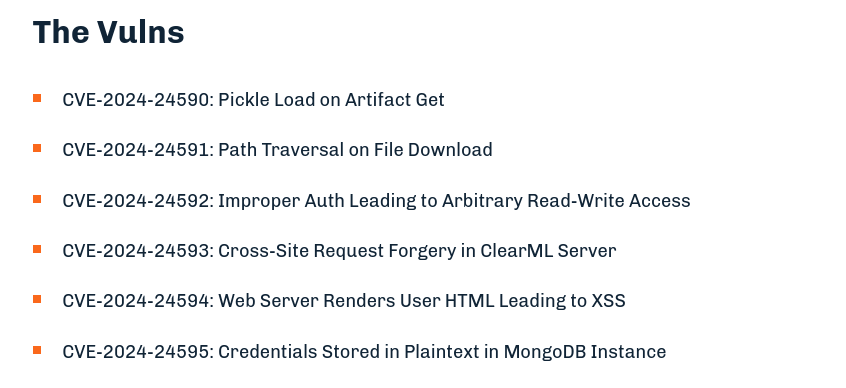 The Vulns
CVE-2024-24590: Pickle Load on Artifact Get
CVE-2024-24591: Path Traversal on File Download
CVE-2024-24592: Improper Auth Leading to Arbitrary Read-Write Access
CVE-2024-24593: Cross-Site Request Forgery in ClearML Server
CVE-2024-24594: Web Server Renders User HTML Leading to XSS
CVE-2024-24595: Credentials Stored in Plaintext in MongoDB Instance